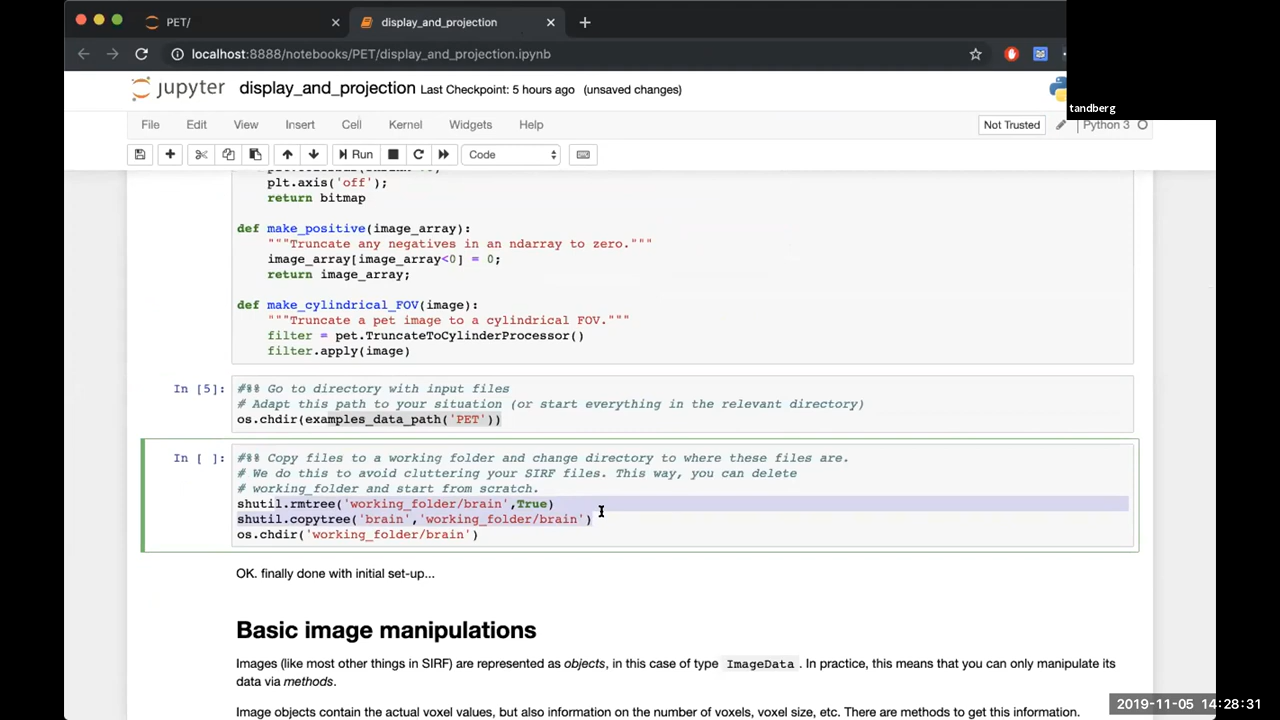 PET/
display_and_projection
localhost:8888/notebooks/PET/display_and_projection.ipynb
tandberg
jupyter display_and_projection Last Checkpoint: 5 hours ago (unsaved changes)
File Edit View Insert Cell Kernel Widgets Help Not Trusted Python 3
Run Code
plt.axis('off');
return bitmap
def make_positive(image_array):
"""Truncate any negatives in an ndarray to zero."""
image_array[image_array<0] = 0;
return image_array;
def make_cylindrical_FOV(image):
"""Truncate a pet image to a cylindrical FOV."""
filter = pet.TruncateToCylinderProcessor()
filter.apply(image)
In [5]: #%% Go to directory with input files
# Adapt this path to your situation (or start everything in the relevant directory)
os.chdir(examples_data_path('PET'))
In [ ]: #%% Copy files to a working folder and change directory to where these files are.
# We do this to avoid cluttering your SIRF files. This way, you can delete
# working_folder and start from scratch.
shutil.rmtree('working_folder/brain',True)
shutil.copytree('brain','working_folder/brain')
os.chdir('working_folder/brain')
OK. finally done with initial set-up...
Basic image manipulations
Images (like most other things in SIRF) are represented as objects, in this case of type ImageData . In practice, this means that you can only manipulate its
data via methods.
Image objects contain the actual voxel values, but also information on the number of voxels, voxel size, etc. There are methods to get this information.
2019-11-05 14:28:31